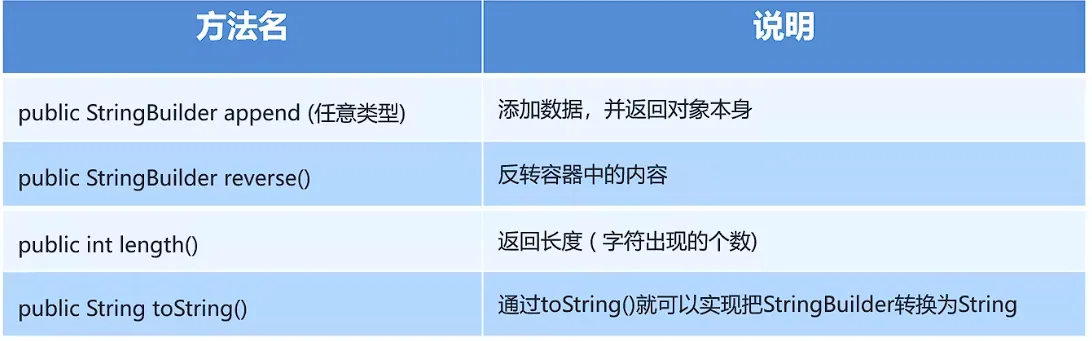 方法名 说明
public StringBuilder append (任意类型) 添加数据，并返回对象本身
public StringBuilder reverse() 反转容器中的内容
public int length() 返回长度 ( 字符出现的个数)
public String toString() 通过toString()就可以实现把StringBuilder转换为String